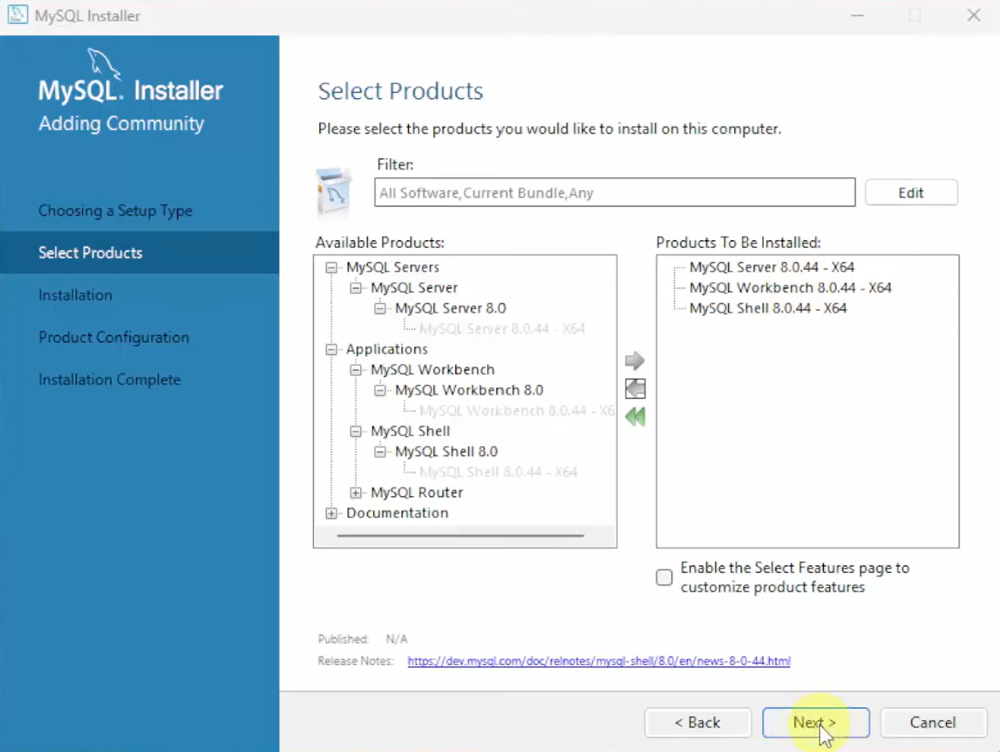 MySQL Installer
MySQL. Installer
Adding Community
Choosing a Setup Type
Select Products
Installation
Product Configuration
Installation Complete
Select Products
Please select the products you would like to install on this computer.
Filter:
All Software,Current Bundle,Any
Edit
Available Products:
MySQL Servers
MySQL Server
MySQL Server 8.0
MySQL Server 8.0.44 - X64
Applications
MySQL Workbench
MySQL Workbench 8.0
MySQL Workbench 8.0.44 - X6
MySQL Shell
MySQL Shell 8.0
MySQL Shell 8.0.44 - X64
MySQL Router
Documentation
Products To Be Installed:
MySQL Server 8.0.44 - X64
MySQL Workbench 8.0.44 - X64
MySQL Shell 8.0.44 - X64
Enable the Select Features page to
customize product features
Published: N/A
Release Notes: https://dev.mysql.com/doc/relnotes/mysql-shell/8.0/en/news-8-0-44.html
< Back
Next >
Cancel